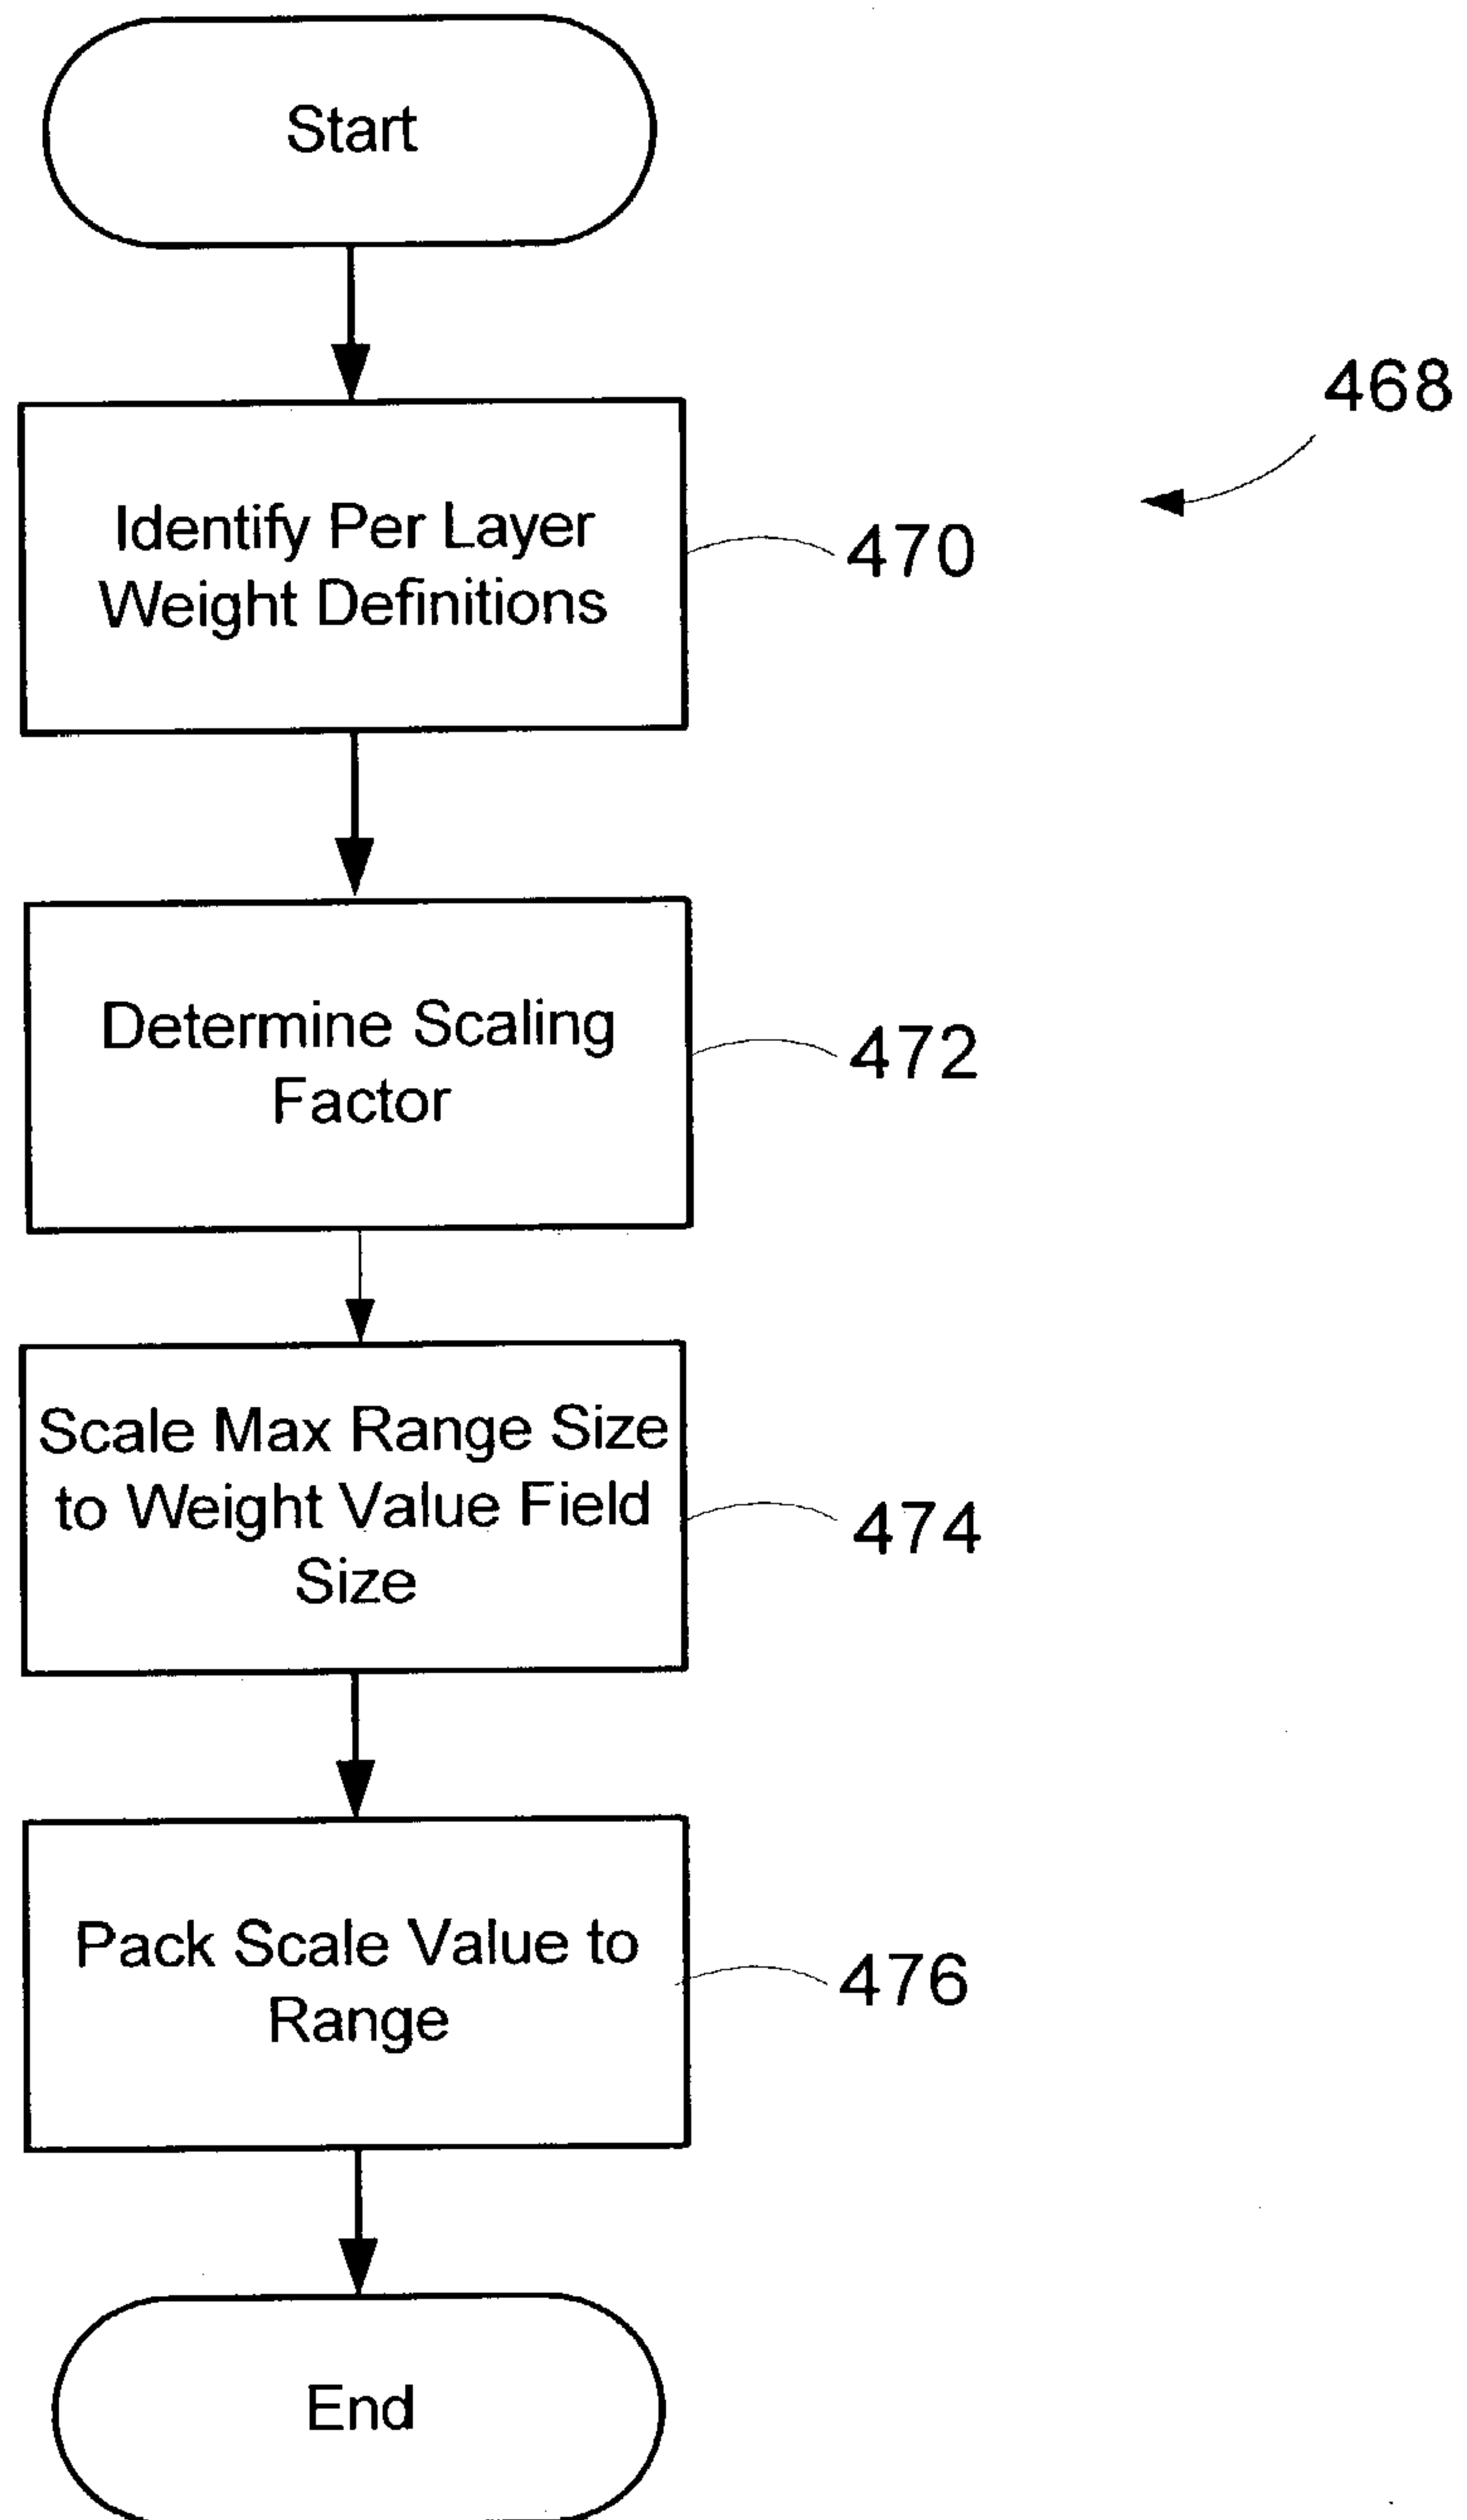 Start
468
Identify Per Layer
Weight Definitions
470
Determine Scaling
Factor
472
Scale Max Range Size
to Weight Value Field
Size
474
Pack Scale Value to
Range
476
End